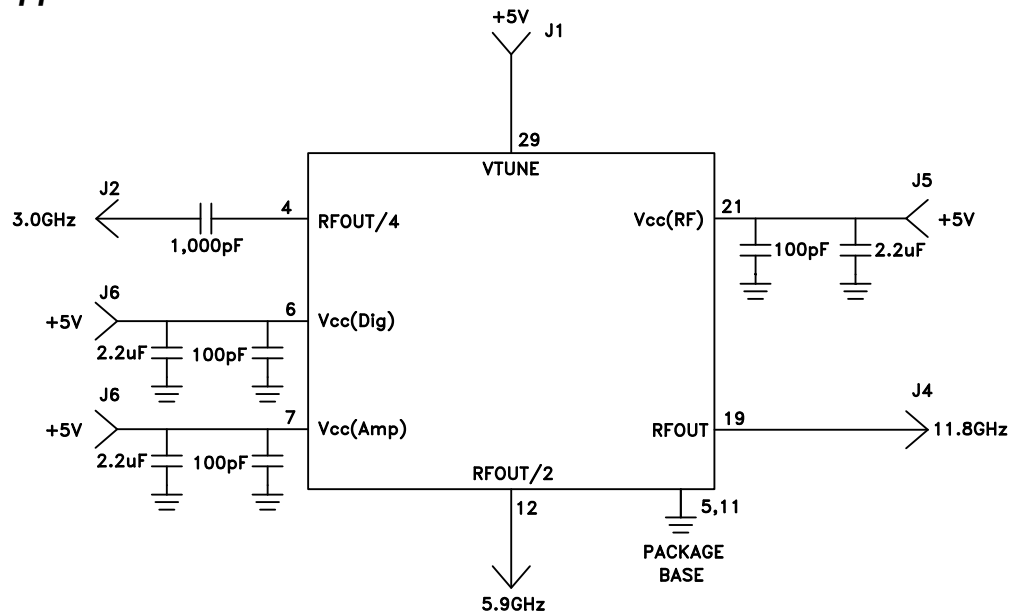 +5V
J1
29
VTUNE
J2
3.0GHz
1,000pF
4
RFOUT/4
Vcc(RF)
21
J5
+5V
100pF
2.2uF
J6
+5V
2.2uF
100pF
6
Vcc(Dig)
J6
+5V
2.2uF
100pF
7
Vcc(Amp)
RFOUT
19
J4
11.8GHz
RFOUT/2
12
5.9GHz
5,11
PACKAGE
BASE